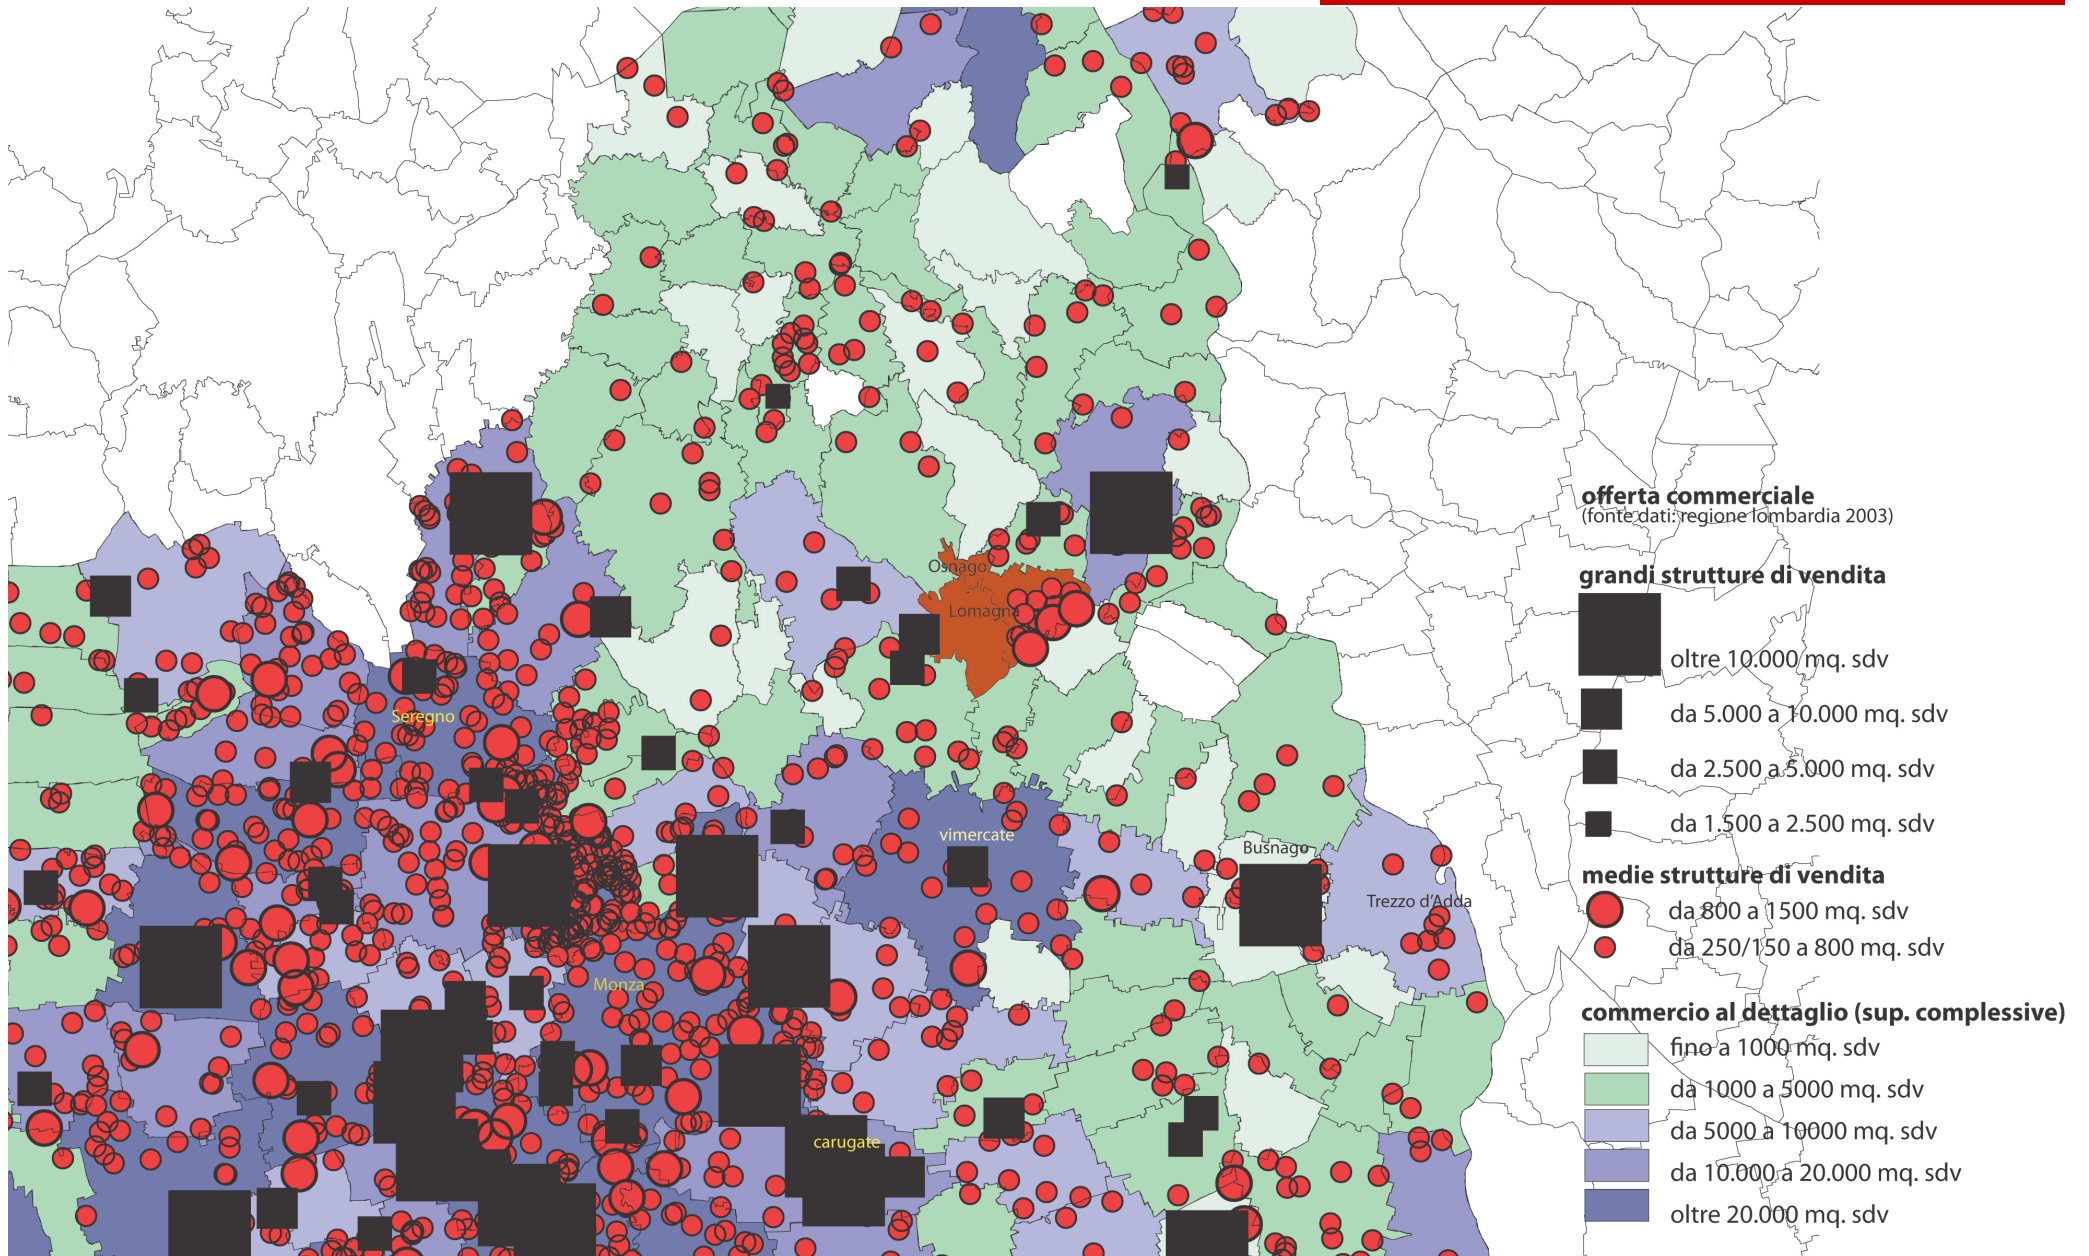 Osnago
Lomagna
Seregno
vimercate
Busnago
Trezzo d'Adda
Monza
carugate
offerta commerciale
(fonte dati: regione lombardia 2003)
grandi strutture di vendita
oltre 10.000 mq. sdv
da 5.000 a 10.000 mq. sdv
da 2.500 a 5.000 mq. sdv
da 1.500 a 2.500 mq. sdv
medie strutture di vendita
da 800 a 1500 mq. sdv
da 250/150 a 800 mq. sdv
commercio al dettaglio (sup. complessive)
fino a 1000 mq. sdv
da 1000 a 5000 mq. sdv
da 5000 a 10000 mq. sdv
da 10.000 a 20.000 mq. sdv
oltre 20.000 mq. sdv